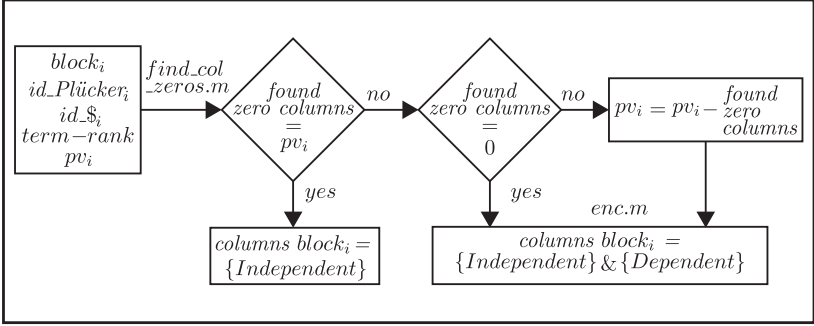 block_i
id_Plücker_i
id_$_i
term−rank
pv_i
find_col
_zeros.m
found
zero columns
=
pv_i
no
found
zero columns
=
0
no
pv_i = pv_i − found
zero
columns
yes
yes
enc.m
columns block_i =
{Independent}
columns block_i =
{Independent} & {Dependent}